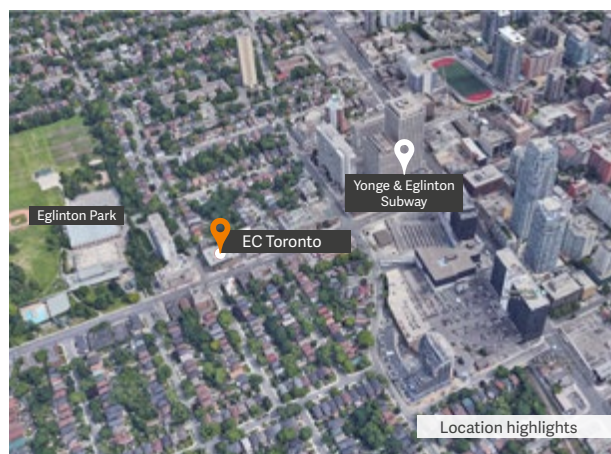 Yonge & Eglinton
Subway
Eglinton Park
EC Toronto
Location highlights